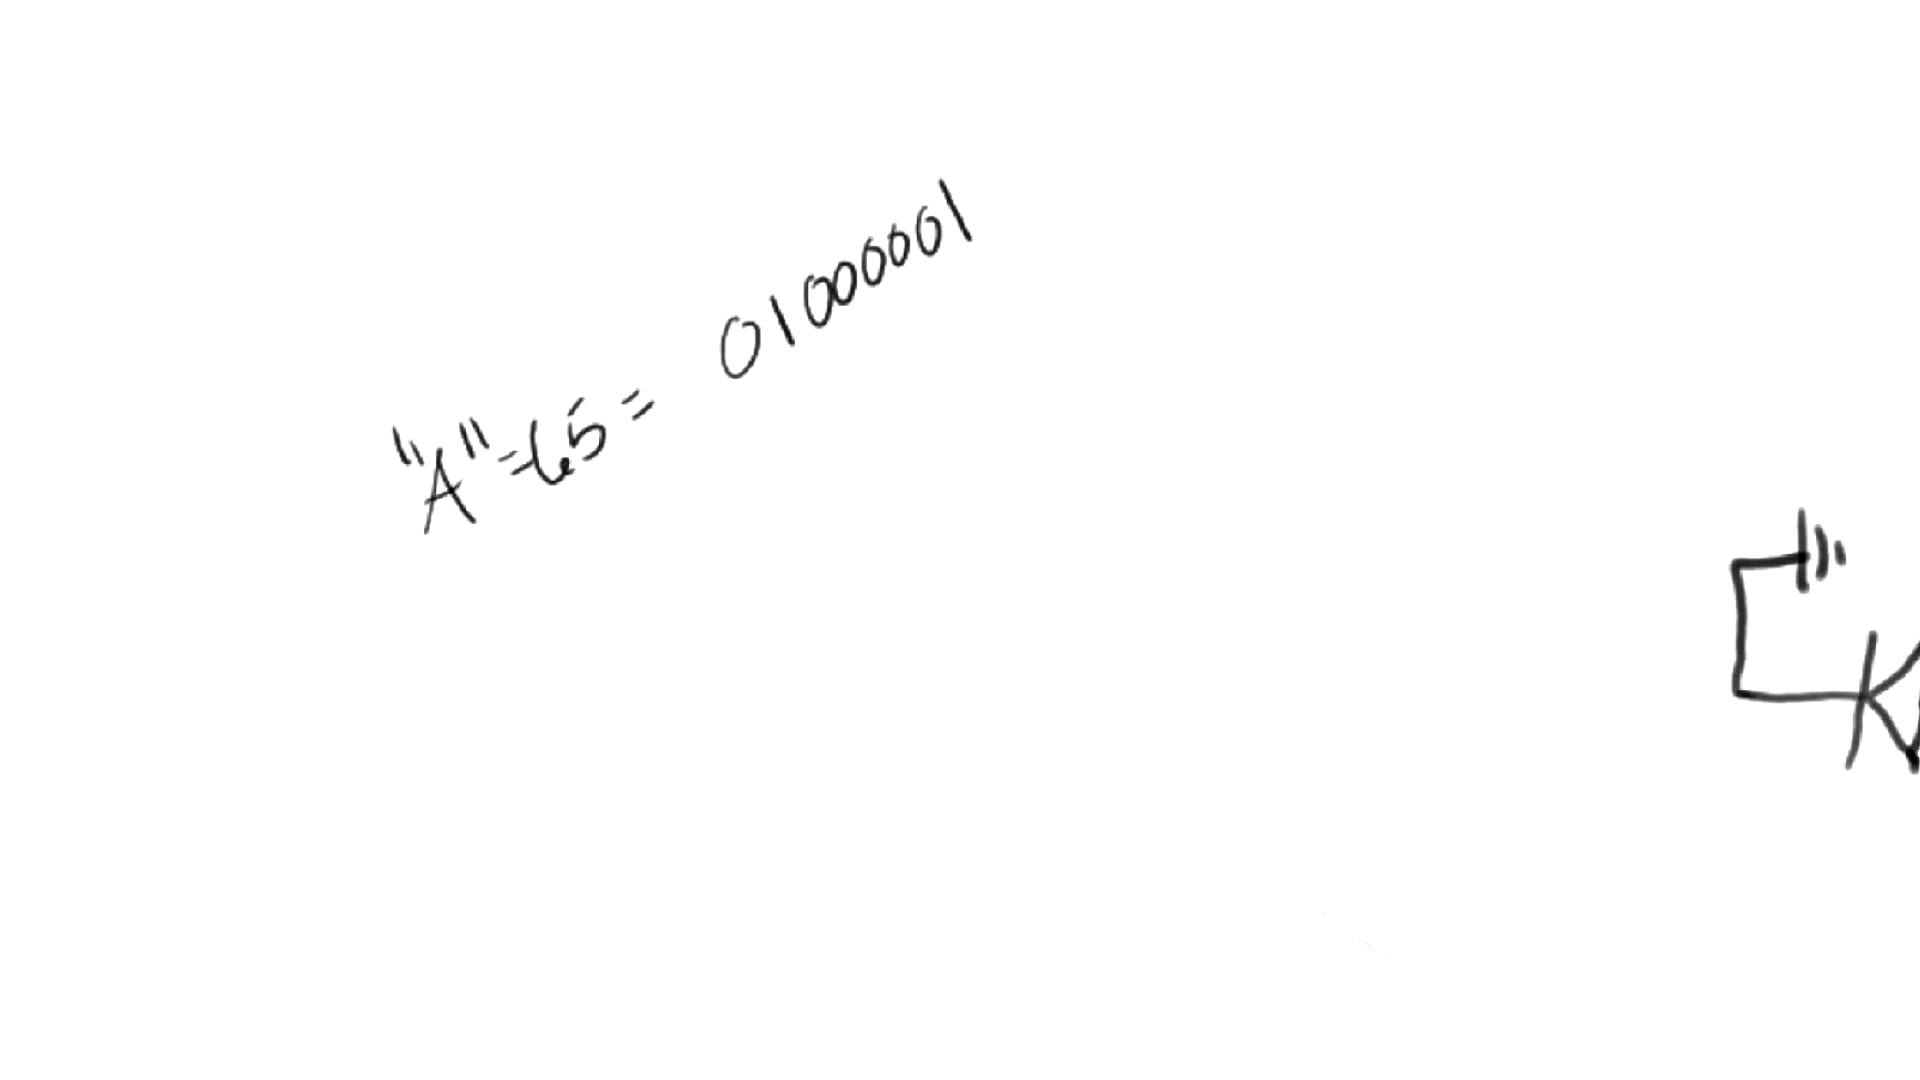 "A" = 65 = 01000001